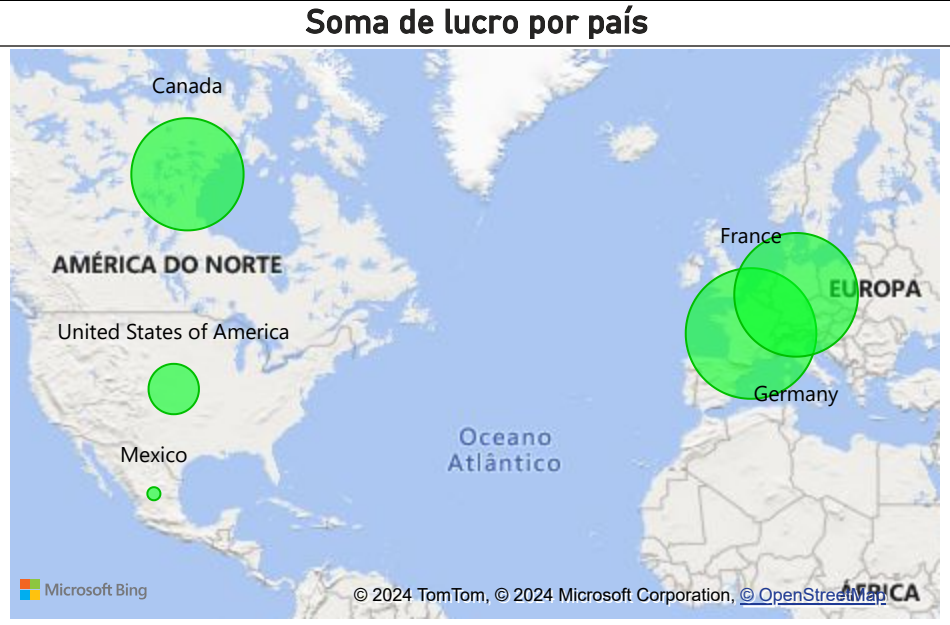 Soma de lucro por país
Canada
France
AMÉRICA DO NORTE
EUROPA
United States of America
Germany
Oceano
Atlântico
Mexico
Microsoft Bing
© 2024 TomTom, © 2024 Microsoft Corporation, © OpenStreetMap
ÁFRICA